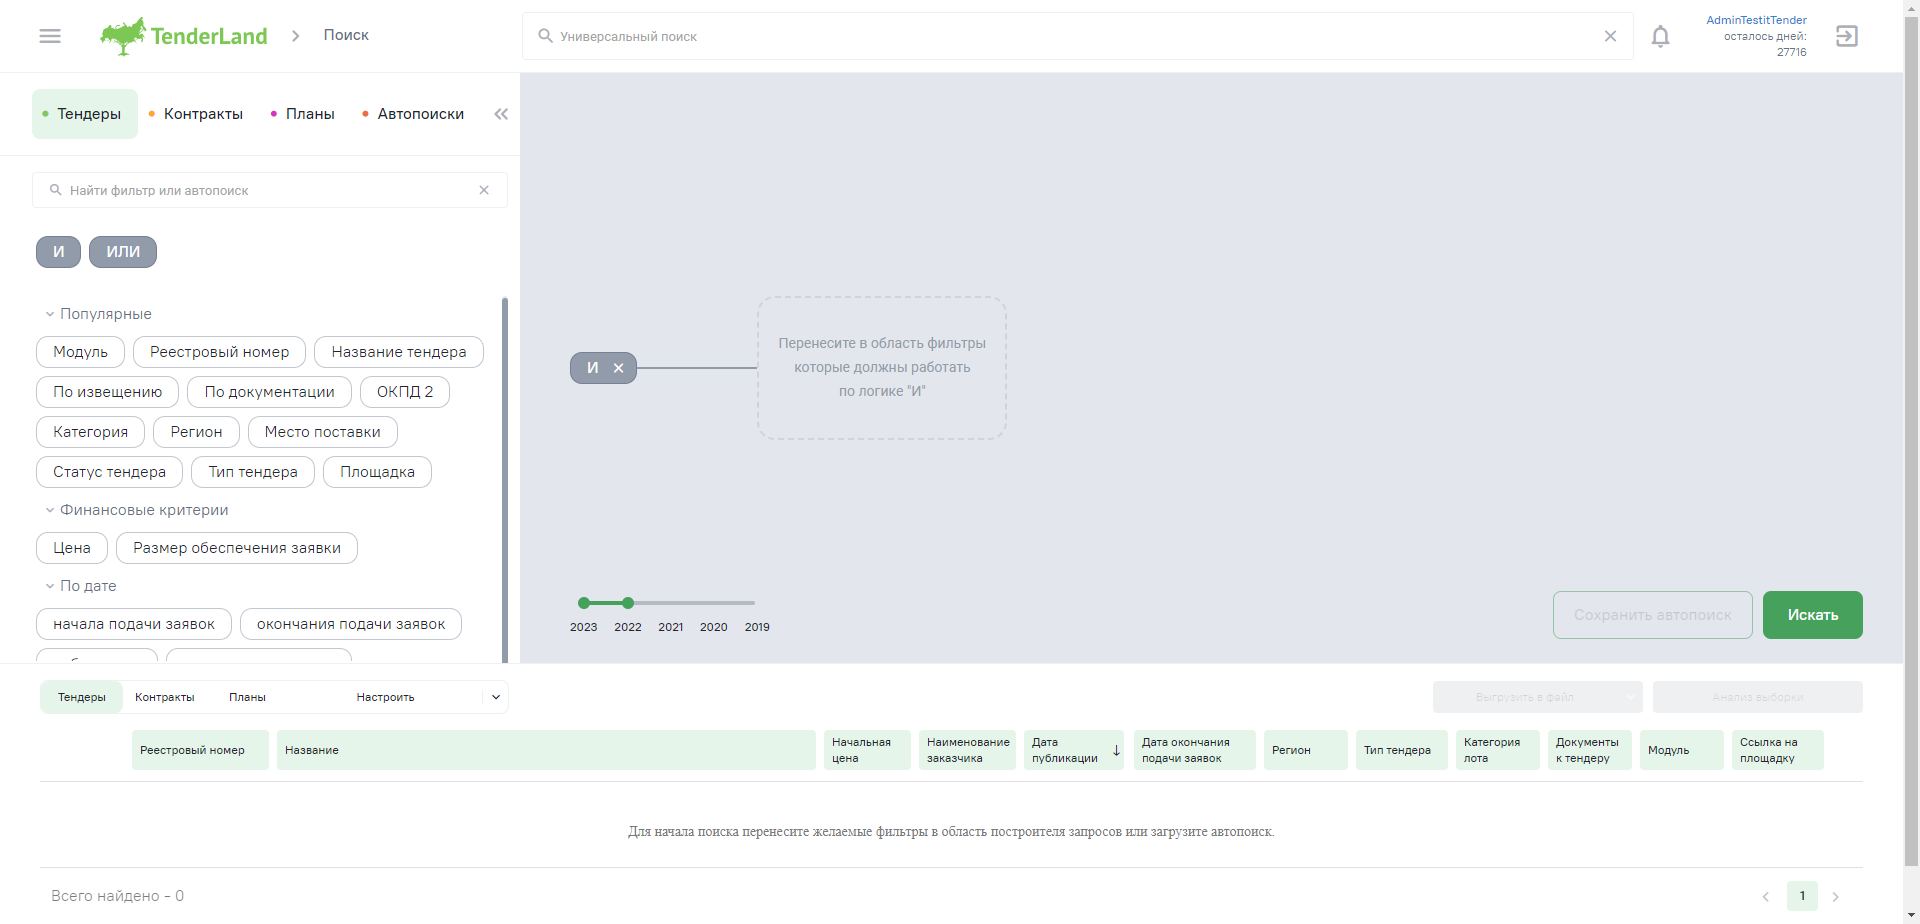 TenderLand
Поиск
Универсальный поиск
AdminTestitTender
осталось дней:
27716
Тендеры
Контракты
Планы
Автопоиски
Найти фильтр или автопоиск
И
ИЛИ
Популярные
Модуль
Реестровый номер
Название тендера
По извещению
По документации
ОКПД 2
Категория
Регион
Место поставки
Статус тендера
Тип тендера
Площадка
Финансовые критерии
Цена
Размер обеспечения заявки
По дате
начала подачи заявок
окончания подачи заявок
И
Перенесите в область фильтры
которые должны работать
по логике "И"
2023
2022
2021
2020
2019
Сохранить автопоиск
Искать
Тендеры
Контракты
Планы
Настроить
Выгрузить в файл
Анализ выборки
Реестровый номер
Название
Начальная
цена
Наименование
заказчика
Дата
публикации
Дата окончания
подачи заявок
Регион
Тип тендера
Категория
лота
Документы
к тендеру
Модуль
Ссылка на
площадку
Для начала поиска перенесите желаемые фильтры в область построителя запросов или загрузите автопоиск.
Всего найдено - 0
1